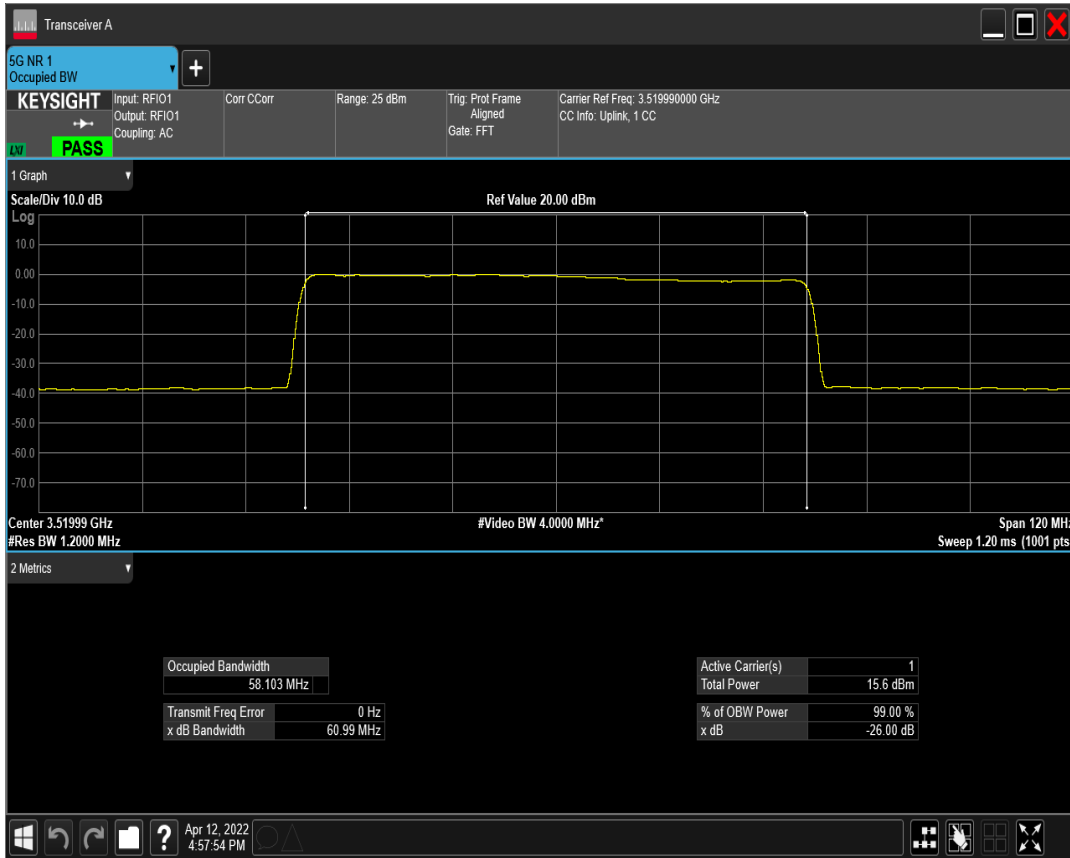 Transceiver A
5G NR 1
Occupied BW
+
KEYSIGHT
LXI
PASS
Input: RFIO1
Output: RFIO1
Coupling: AC
Corr CCorr
Range: 25 dBm
Trig: Prot Frame
Aligned
Gate: FFT
Carrier Ref Freq: 3.519990000 GHz
CC Info: Uplink, 1 CC
1 Graph
Scale/Div 10.0 dB
Ref Value 20.00 dBm
Log
10.0
0.00
-10.0
-20.0
-30.0
-40.0
-50.0
-60.0
-70.0
Center 3.51999 GHz
#Video BW 4.0000 MHz*
Span 120 MHz
#Res BW 1.2000 MHz
Sweep 1.20 ms (1001 pts
2 Metrics
Occupied Bandwidth
58.103 MHz
Transmit Freq Error 0 Hz
x dB Bandwidth 60.99 MHz
Active Carrier(s) 1
Total Power 15.6 dBm
% of OBW Power 99.00 %
x dB -26.00 dB
?
Apr 12, 2022
4:57:54 PM